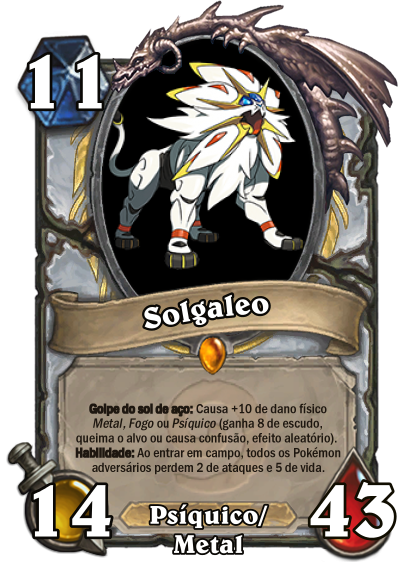 11
Solgaleo
Golpe do sol de aço: Causa +10 de dano físico
Metal, Fogo ou Psíquico (ganha 8 de escudo,
queima o alvo ou causa confusão, efeito aleatório).
Habilidade: Ao entrar em campo, todos os Pokémon
adversários perdem 2 de ataques e 5 de vida.
14
Psíquico/
Metal
43